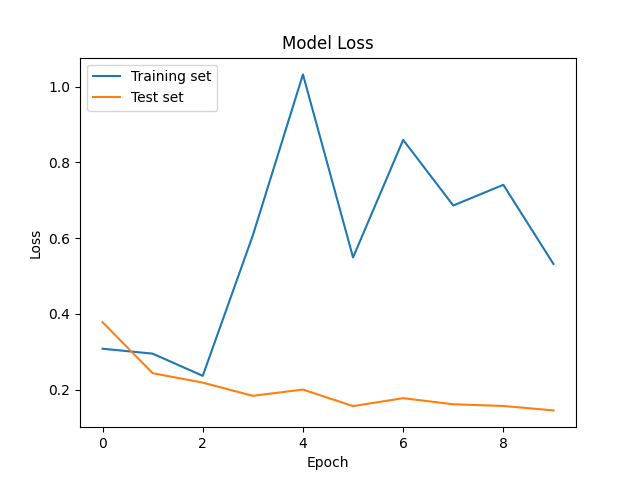 Model Loss
Training set
Test set
1.0
0.8
0.6
0.4
0.2
Loss
0 2 4 6 8
Epoch